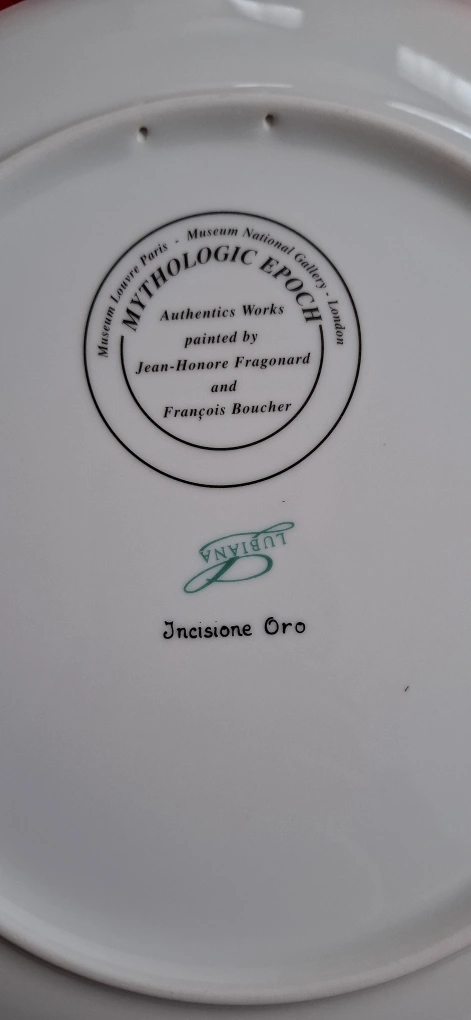 Museum Louvre Paris - Museum National Gallery - London
MYTHOLOGIC EPOCH
Authentics Works
painted by
Jean-Honore Fragonard
and
François Boucher
LUBIANA
Incisione Oro